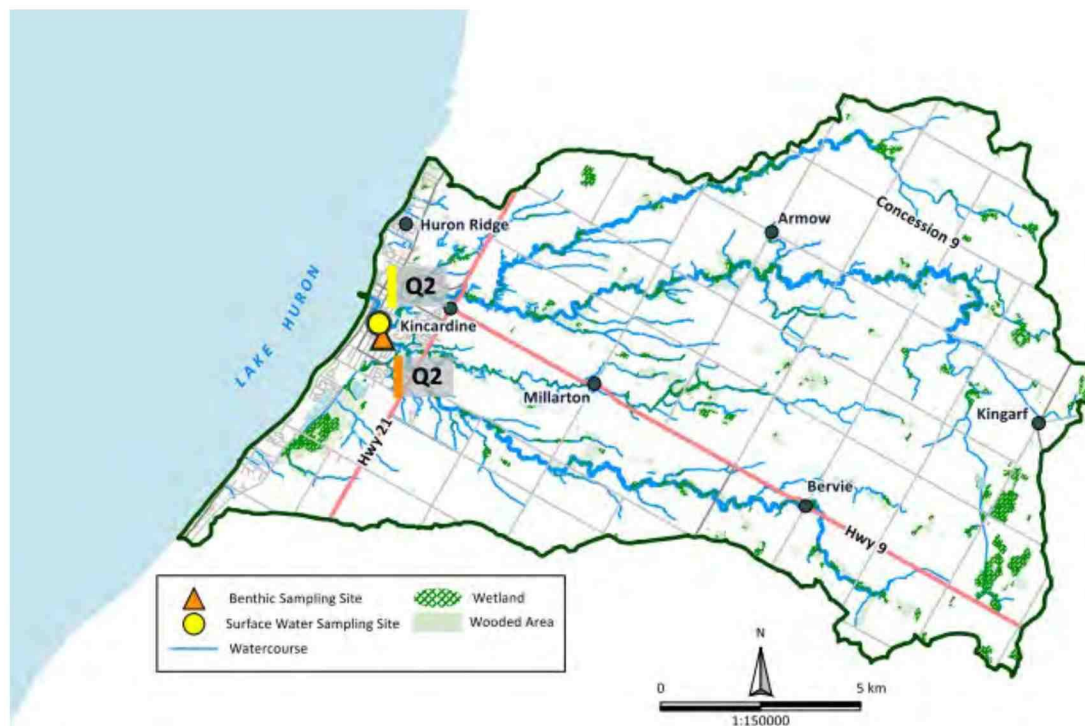 Concession 9
Armow
Huron Ridge
LAKE HURON
Q2
Kincardine
Q2
Millarton
Kingarf
Hwy 21
Bervie
Hwy 9
Benthic Sampling Site
Wetland
Surface Water Sampling Site
Wooded Area
Watercourse
N
0 5 km
1:150000